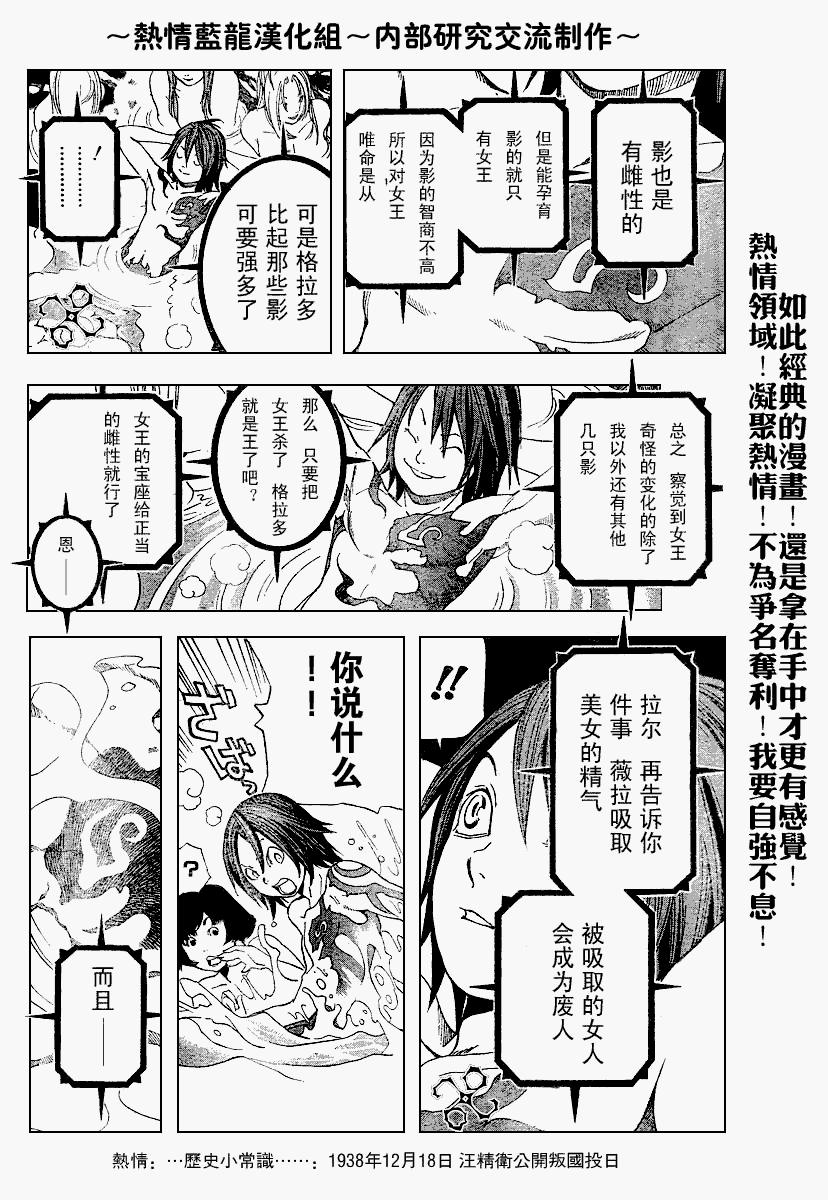 ～熱情藍龍漢化組～内部研究交流制作～
影也是
有雌性的
但是能孕育
影的就只
有女王
因为影的智商不高
所以对女王
唯命是从
可是格拉多
比起那些影
可要强多了
！
………
………
总之 察觉到女王
奇怪的变化的除了
我以外还有其他
几只影
那么 只要把
女王杀了 格拉多
就是王了吧？
女王的宝座给正当
的雌性就行了
恩——
拉尔 再告诉你
件事 薇拉吸取
美女的精气
被吸取的女人
会成为废人
!!
你说什么
！！
?
而且——
如此經典的漫畫！還是拿在手中才更有感覺！
熱情領域！凝聚熱情！不為爭名奪利！我要自強不息！
熱情：…歷史小常識……：1938年12月18日 汪精衛公開叛國投日